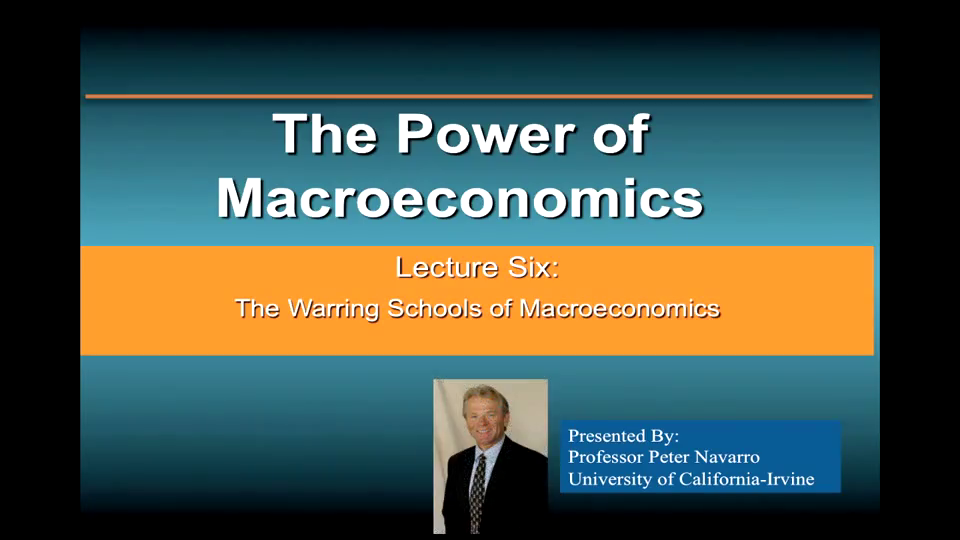 The Power of
Macroeconomics
Lecture Six:
The Warring Schools of Macroeconomics
Presented By:
Professor Peter Navarro
University of California-Irvine